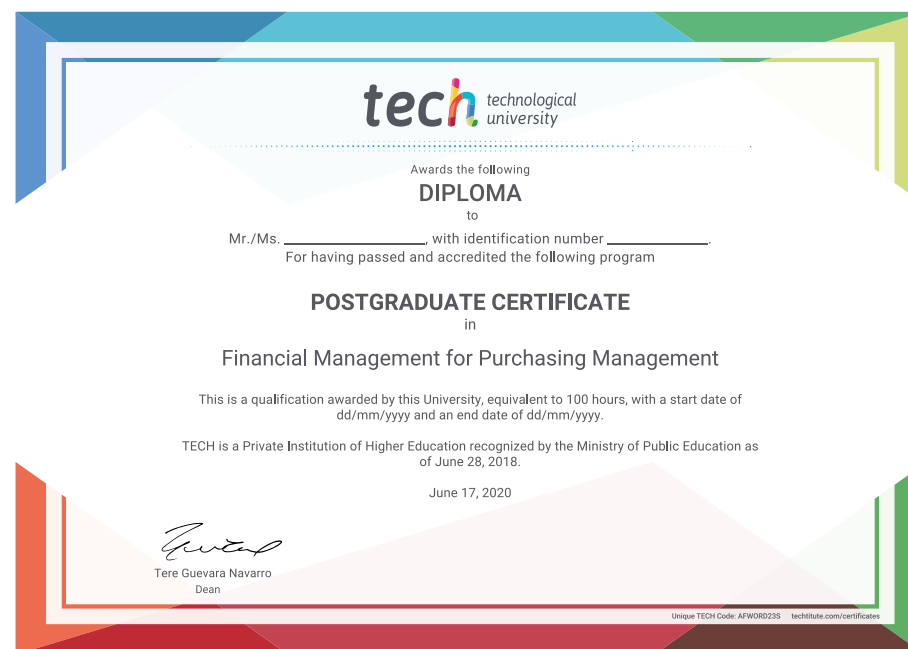 tech technological
university
Awards the following
DIPLOMA
to
Mr./Ms. ____________________, with identification number __________________.
For having passed and accredited the following program
POSTGRADUATE CERTIFICATE
in
Financial Management for Purchasing Management
This is a qualification awarded by this University, equivalent to 100 hours, with a start date of
dd/mm/yyyy and an end date of dd/mm/yyyy.
TECH is a Private Institution of Higher Education recognized by the Ministry of Public Education as
of June 28, 2018.
June 17, 2020
Tere Guevara Navarro
Dean
Unique TECH Code: AFWORD23S techtitute.com/certificates